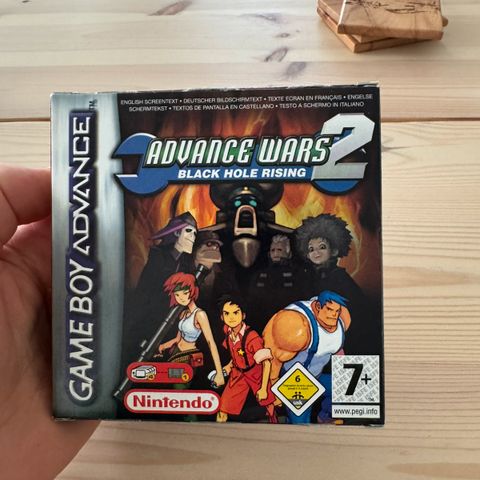 ENGLISH SCREENTEXT • DEUTSCHER BILDSCHIRMTEXT • TEXTE ECRAN EN FRANÇAIS • ENGELSE
SCHERMTEKST • TEXTOS DE PANTALLA EN CASTELLANO • TESTO A SCHERMO IN ITALIANO
ADVANCE WARS 2
BLACK HOLE RISING
GAME BOY ADVANCE™
Nintendo
6
7+
www.pegi.info